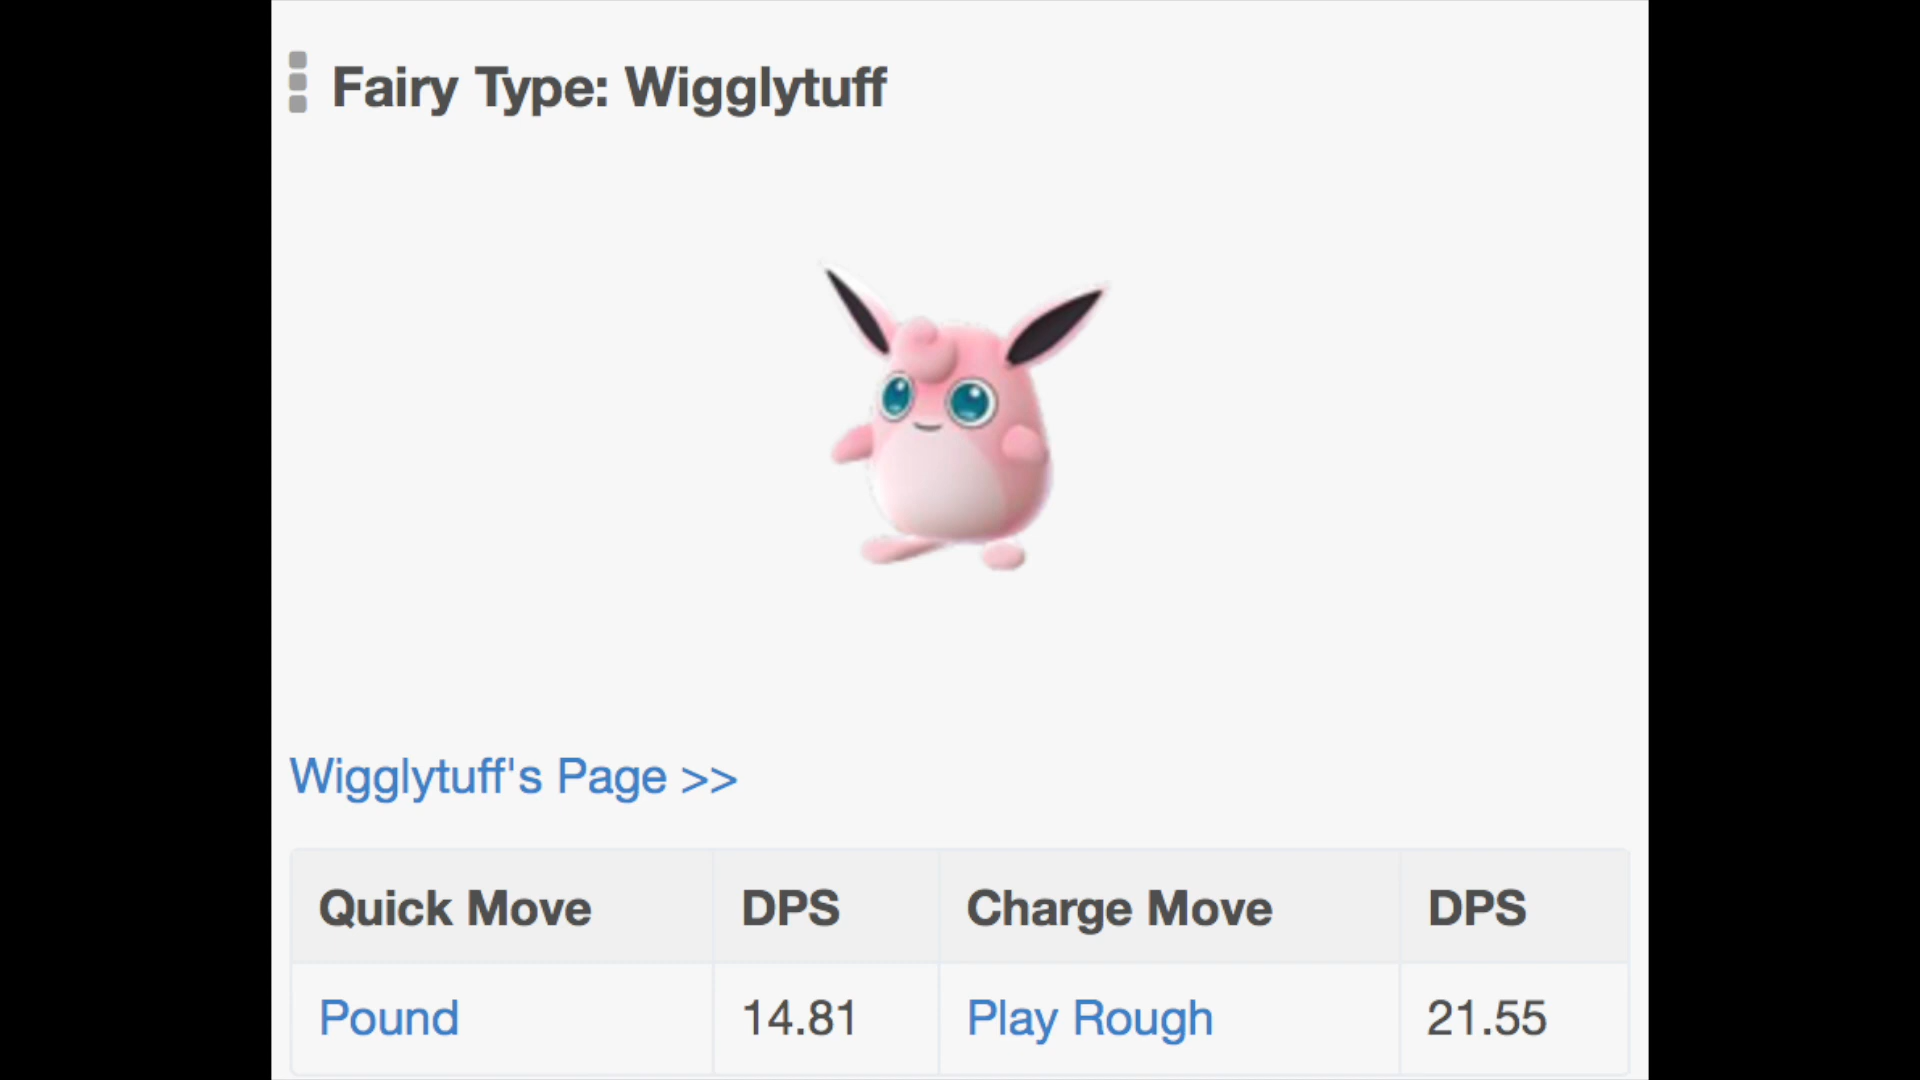 Fairy Type: Wigglytuff
Wigglytuff's Page >>
Quick Move DPS Charge Move DPS
Pound 14.81 Play Rough 21.55